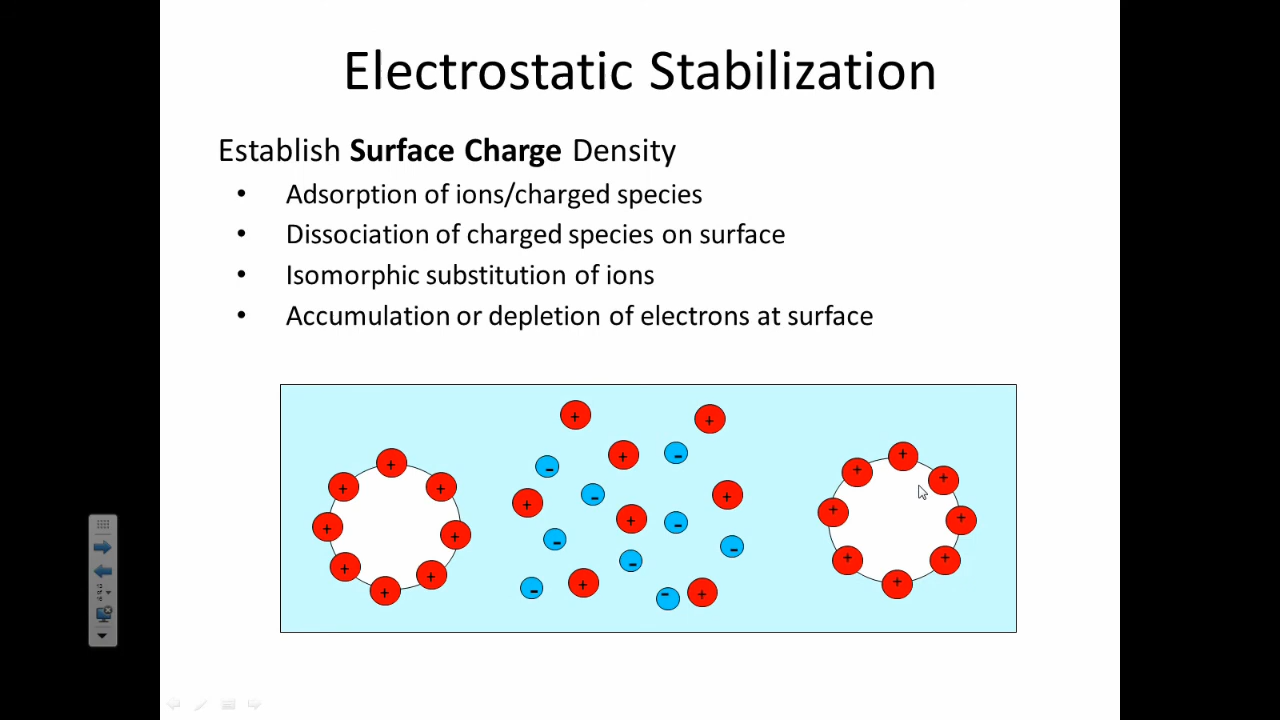 Electrostatic Stabilization
Establish Surface Charge Density
• Adsorption of ions/charged species
• Dissociation of charged species on surface
• Isomorphic substitution of ions
• Accumulation or depletion of electrons at surface